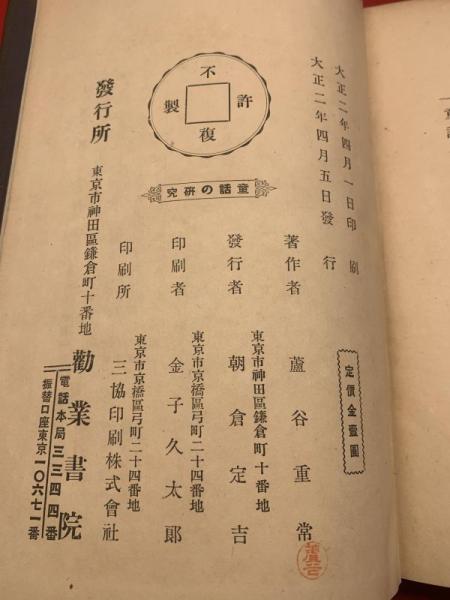 大正二年四月一日印刷
大正二年四月五日發行
不許複製
童話の研究
定價金壹圓
著作者 蘆谷重常
東京市神田區鎌倉町十番地
發行者 朝倉定吉
東京市京橋區弓町二十四番地
印刷者 金子久太郎
東京市京橋區弓町二十四番地
印刷所 三協印刷株式會社
東京市神田區鎌倉町十番地
發行所 勸業書院
電話本局三三四四番
振替口座東京一〇六七一番